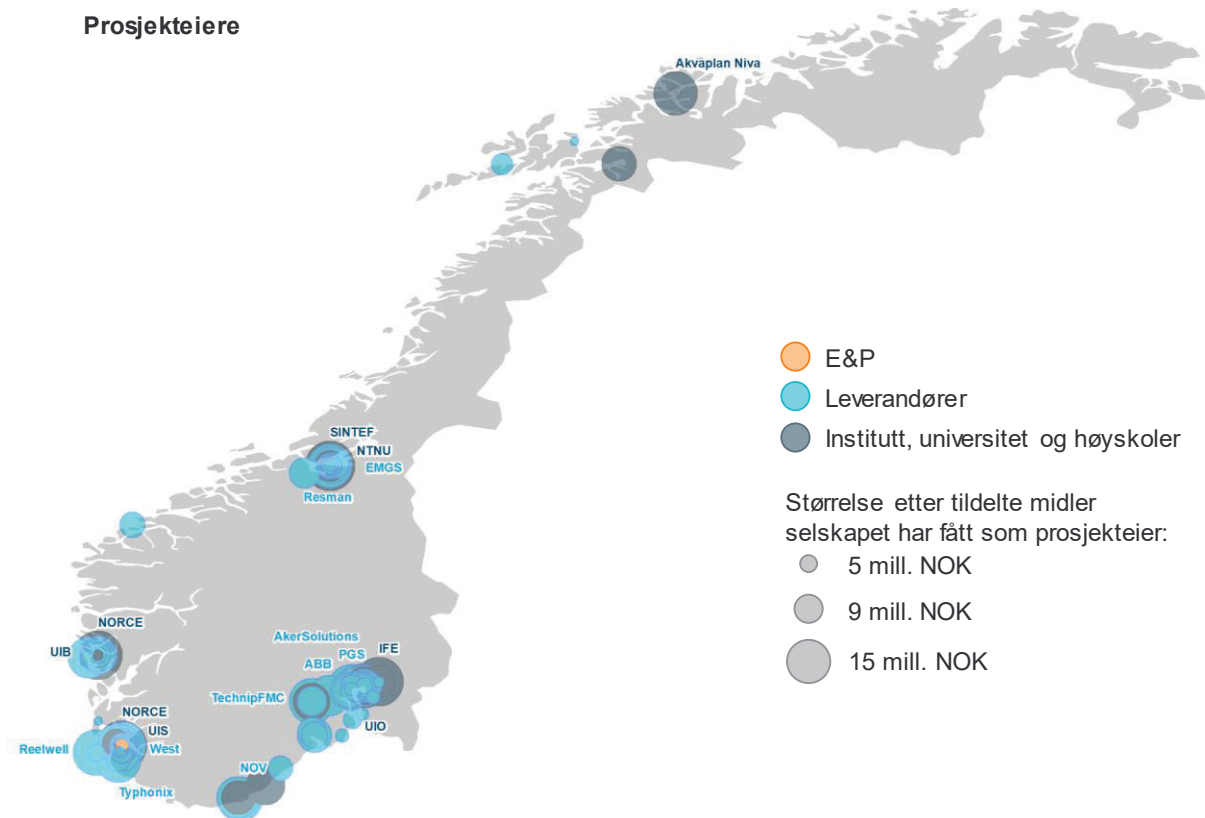 Prosjekteiere
Akvaplan Niva
E&P
Leverandører
Institutt, universitet og høyskoler
SINTEF
NTNU
EMGS
Resman
Størrelse etter tildelte midler
selskapet har fått som prosjekteier:
5 mill. NOK
9 mill. NOK
15 mill. NOK
NORCE
UIB
AkerSolutions
PGS
IFE
ABB
TechnipFMC
NORCE
UIS
UIO
Reelwell
West
NOV
Typhonix